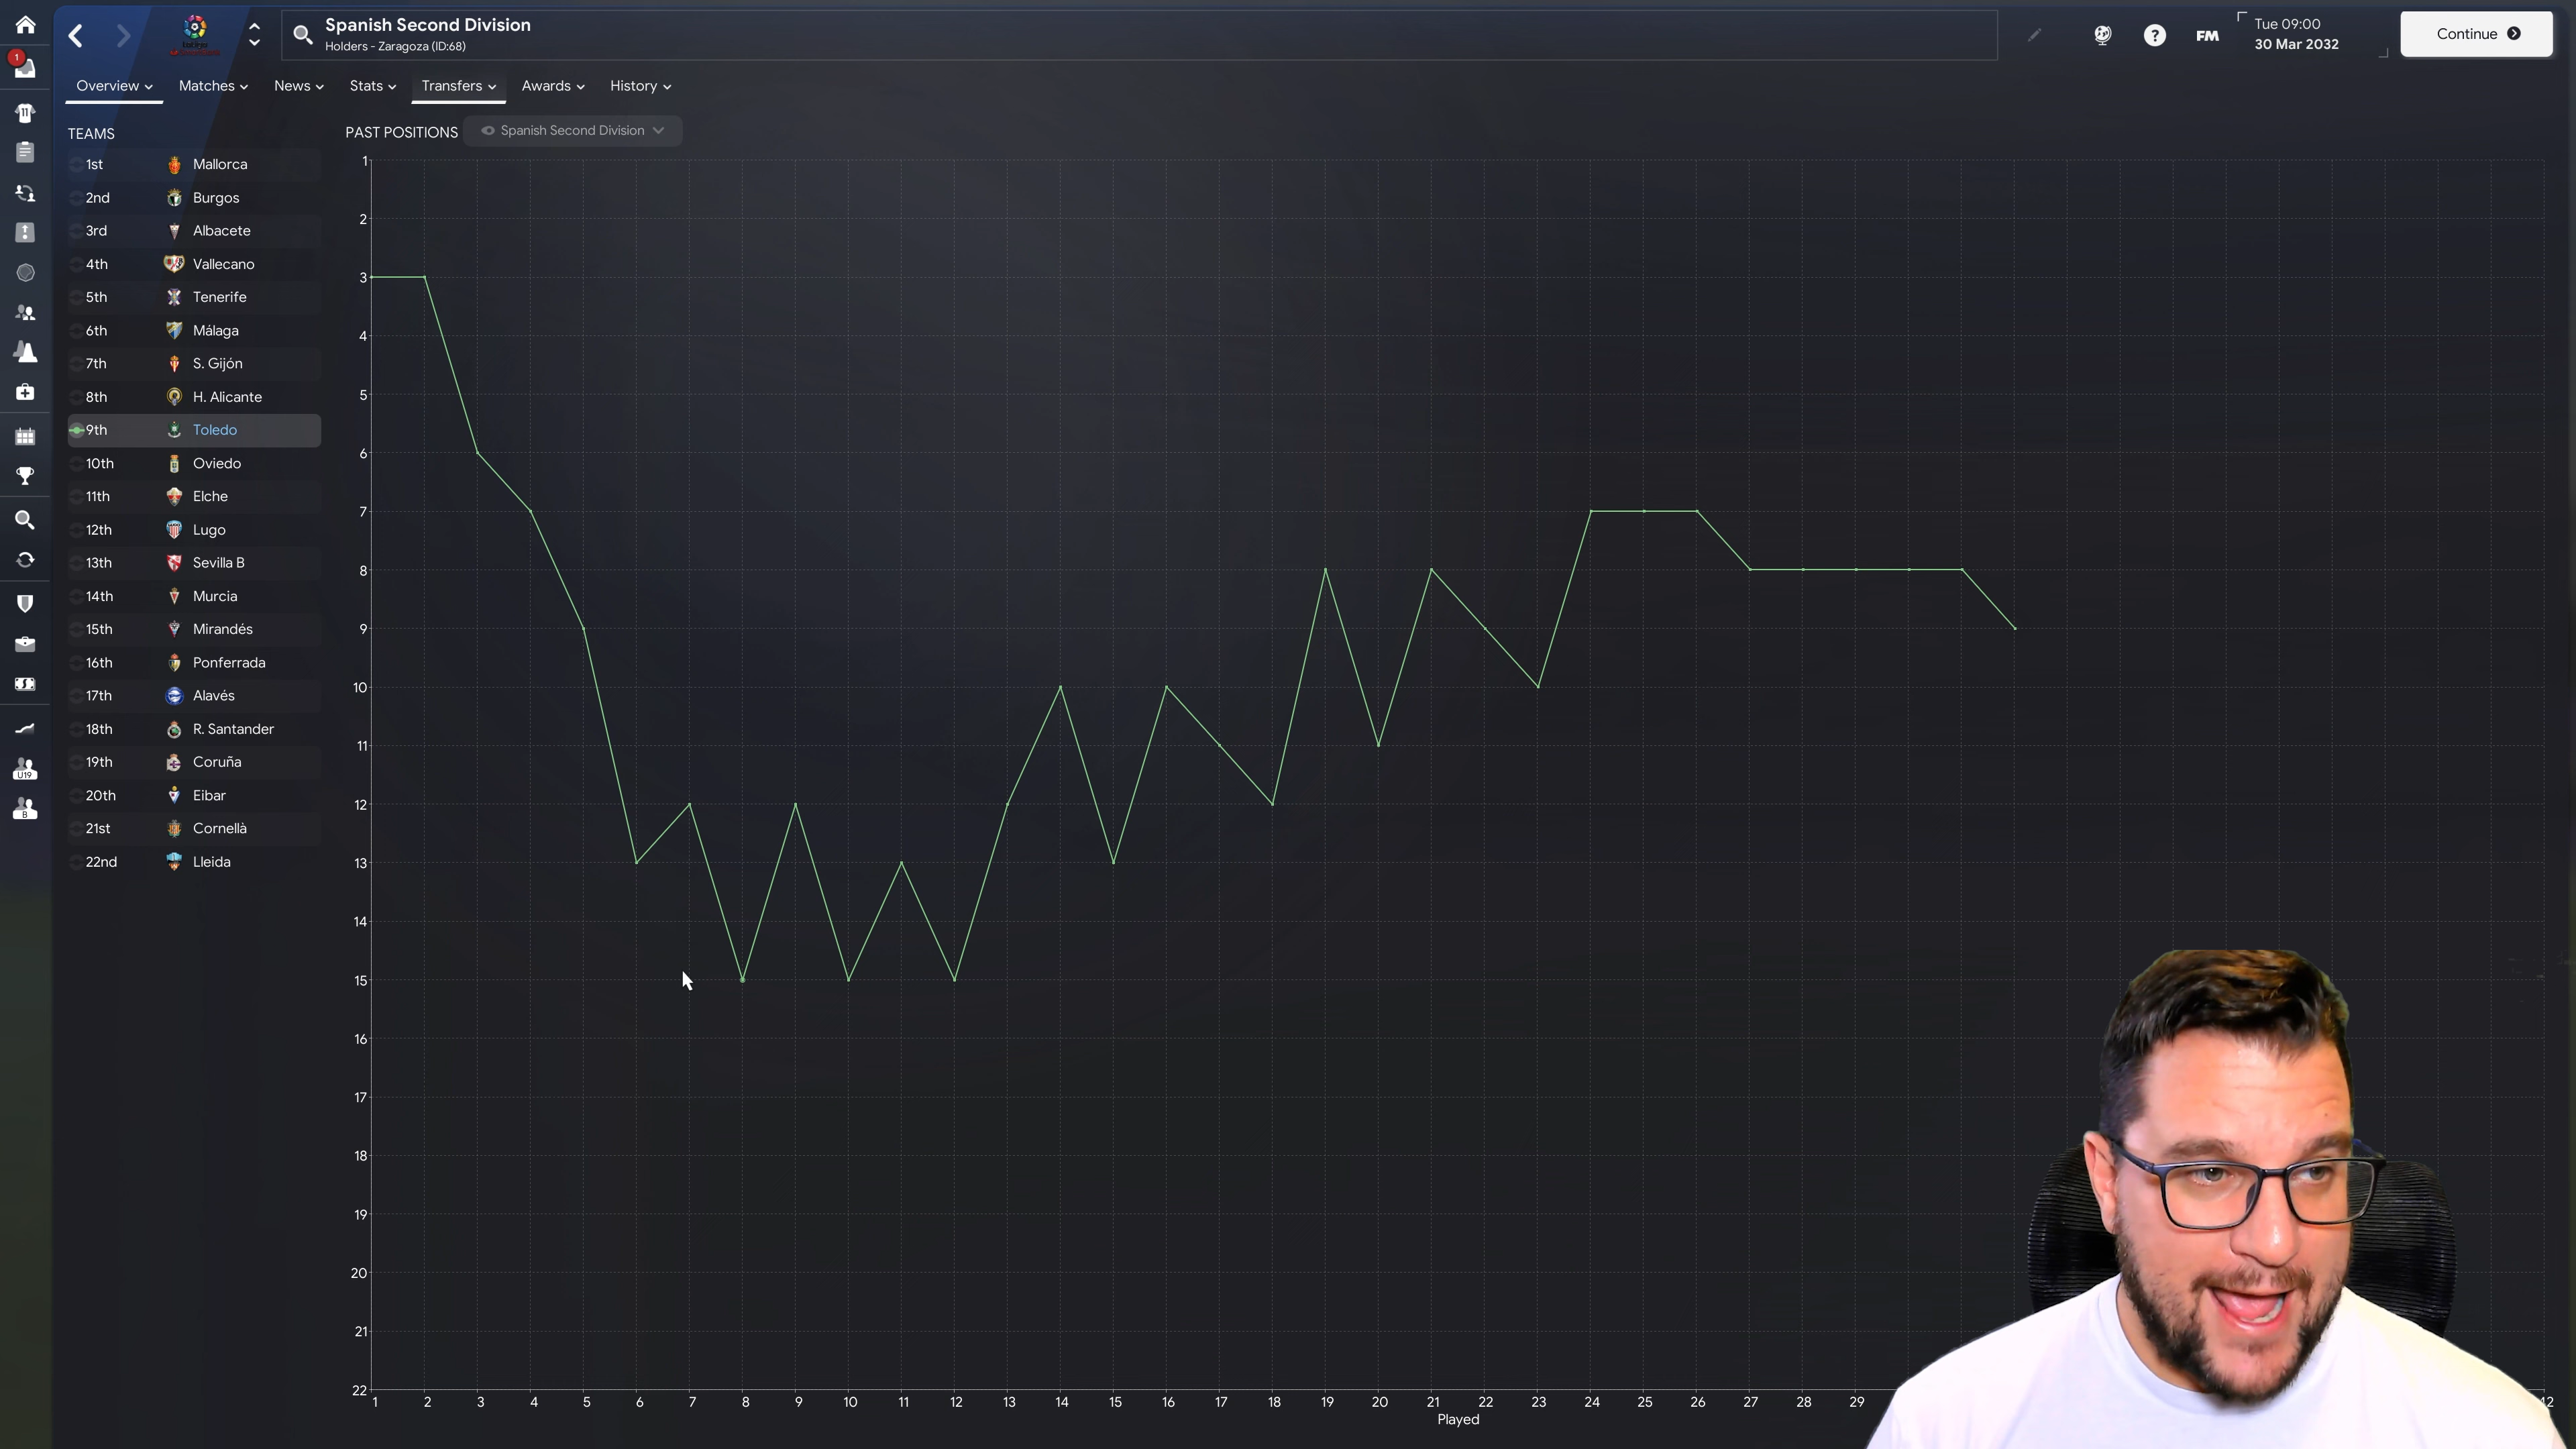 Spanish Second Division
Holders - Zaragoza (ID:68)
Tue 09:00
30 Mar 2032
Continue
FM
?
1
Overview
Matches
News
Stats
Transfers
Awards
History
TEAMS
1st Mallorca
2nd Burgos
3rd Albacete
4th Vallecano
5th Tenerife
6th Málaga
7th S. Gijón
8th H. Alicante
9th Toledo
10th Oviedo
11th Elche
12th Lugo
13th Sevilla B
14th Murcia
15th Mirandés
16th Ponferrada
17th Alavés
18th R. Santander
19th Coruña
20th Eibar
21st Cornellà
22nd Lleida
11
U19
B
PAST POSITIONS
Spanish Second Division
1
2
3
4
5
6
7
8
9
10
11
12
13
14
15
16
17
18
19
20
21
22
1 2 3 4 5 6 7 8 9 10 11 12 13 14 15 16 17 18 19 20 21 22 23 24 25 26 27 28 29
Played